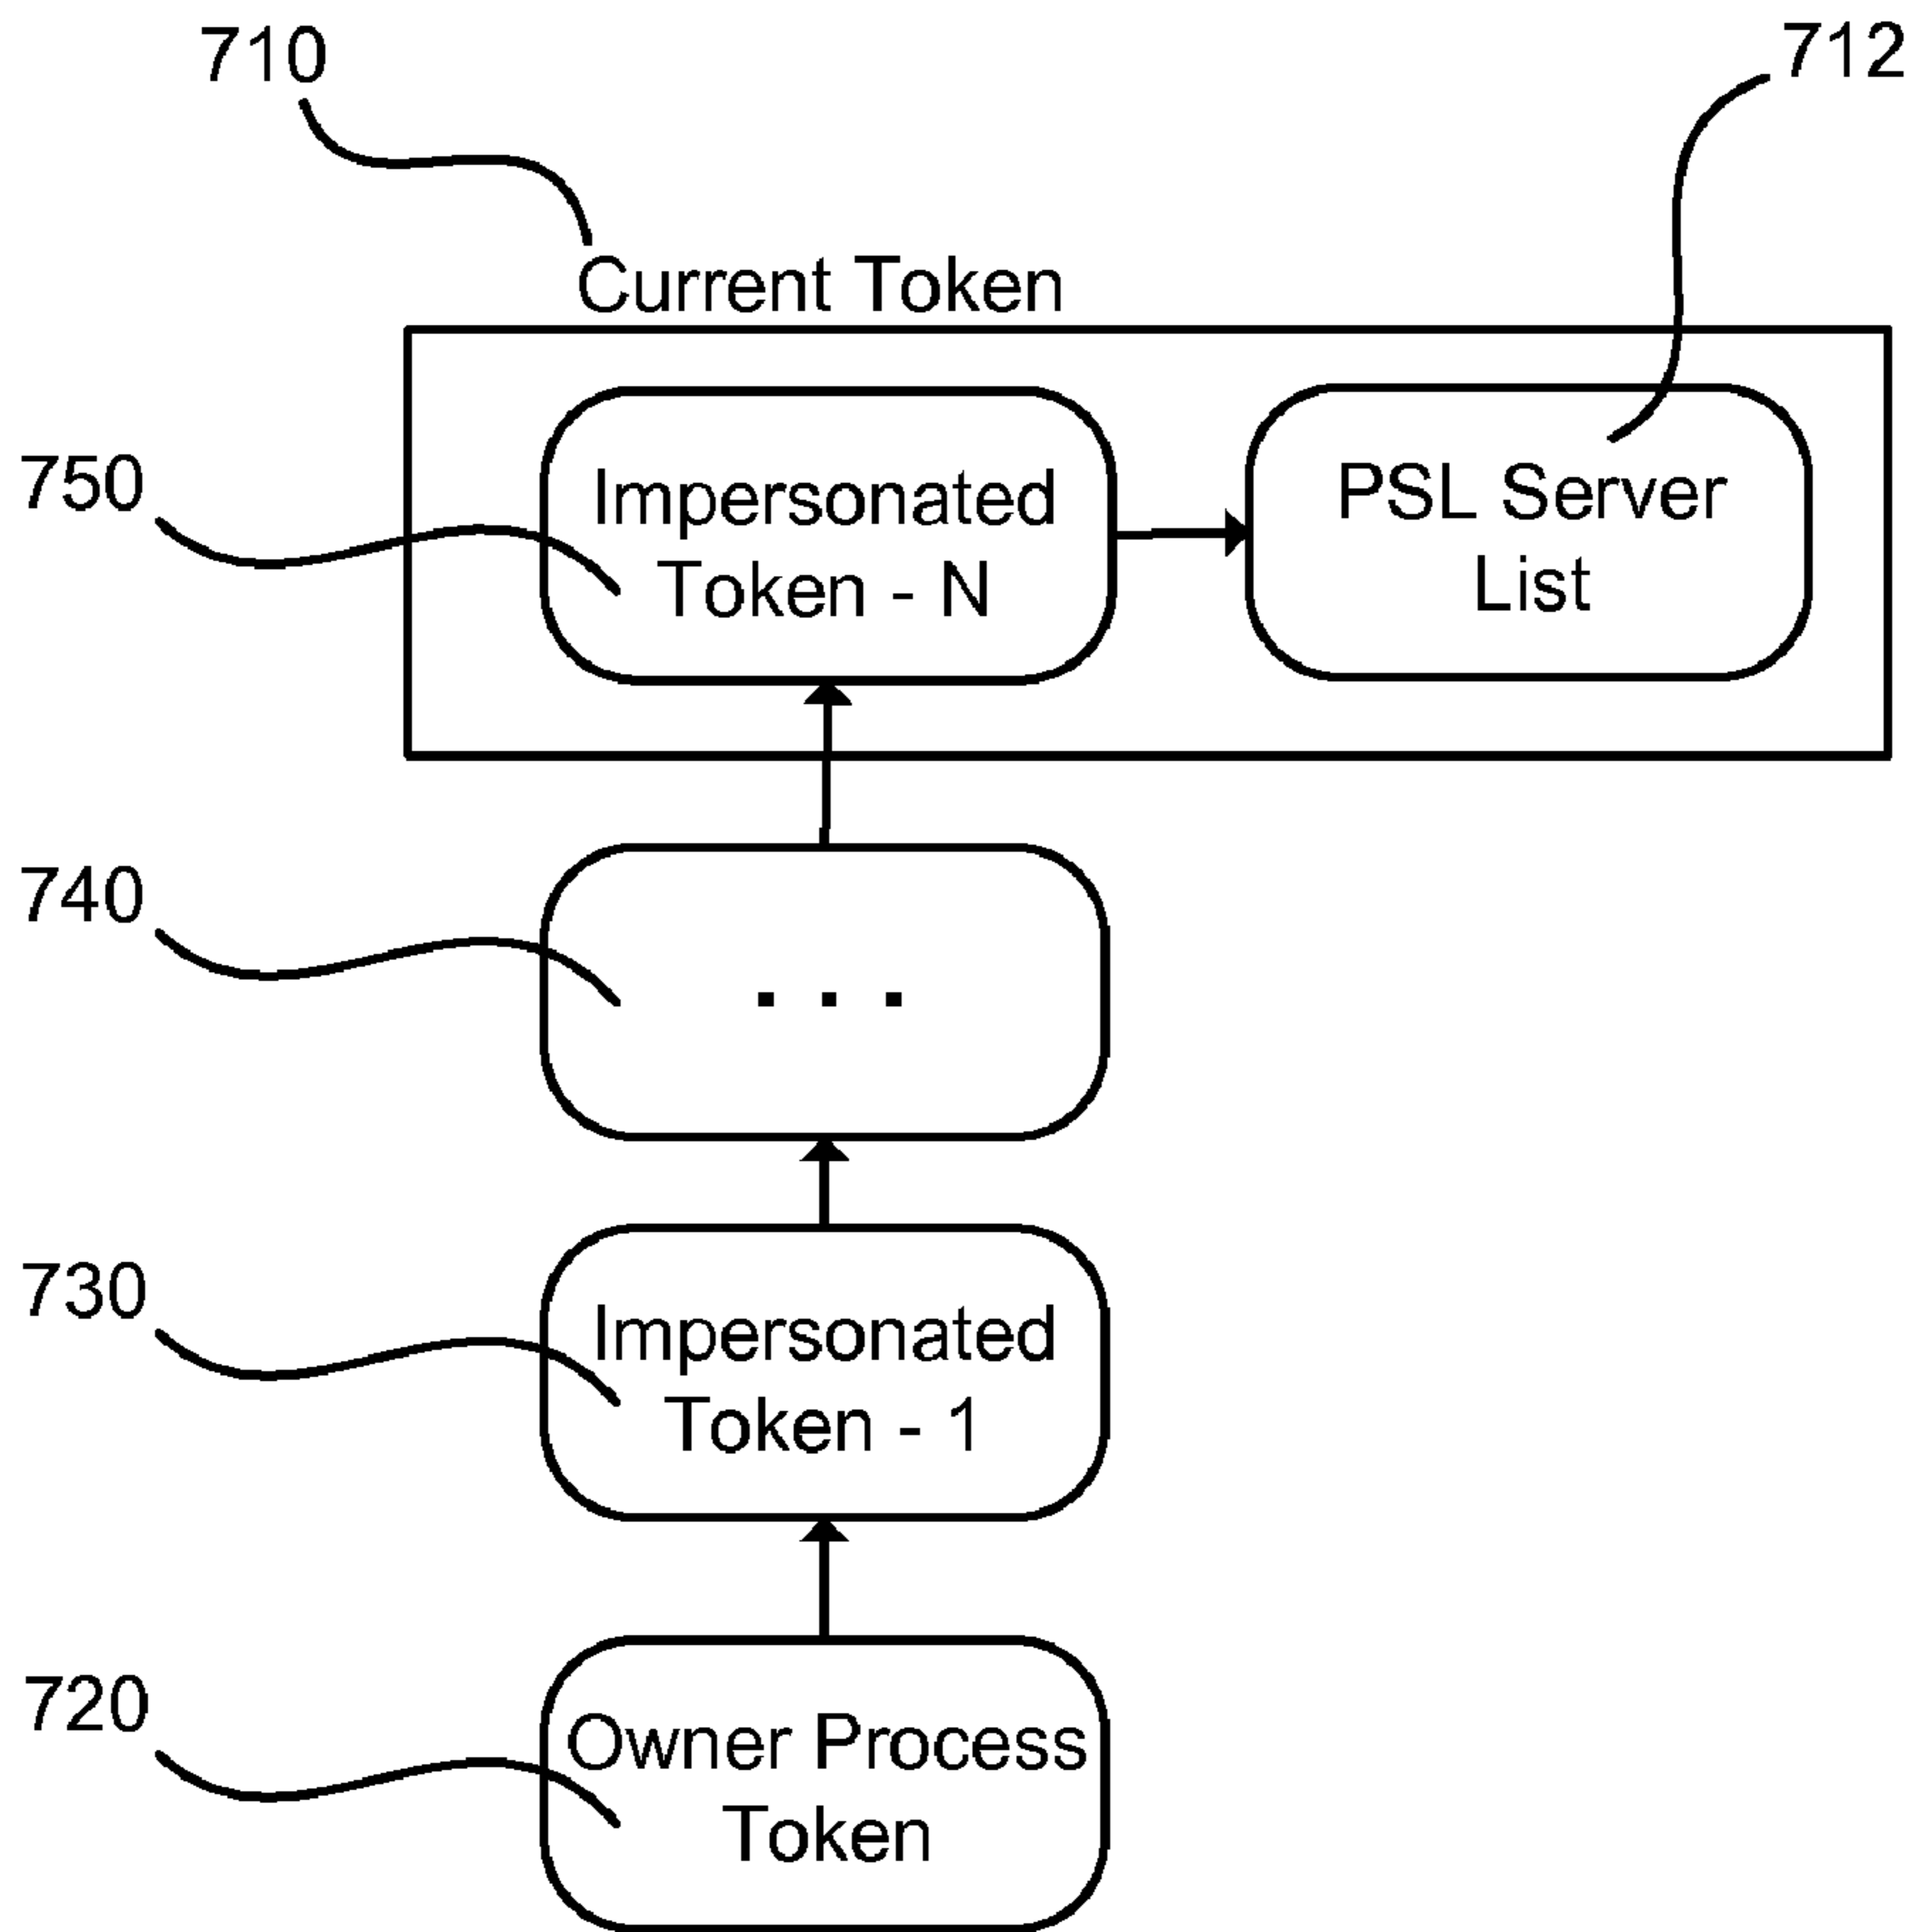 710
712
Current Token
750
Impersonated
Token - N
PSL Server
List
740
. . .
730
Impersonated
Token - 1
720
Owner Process
Token